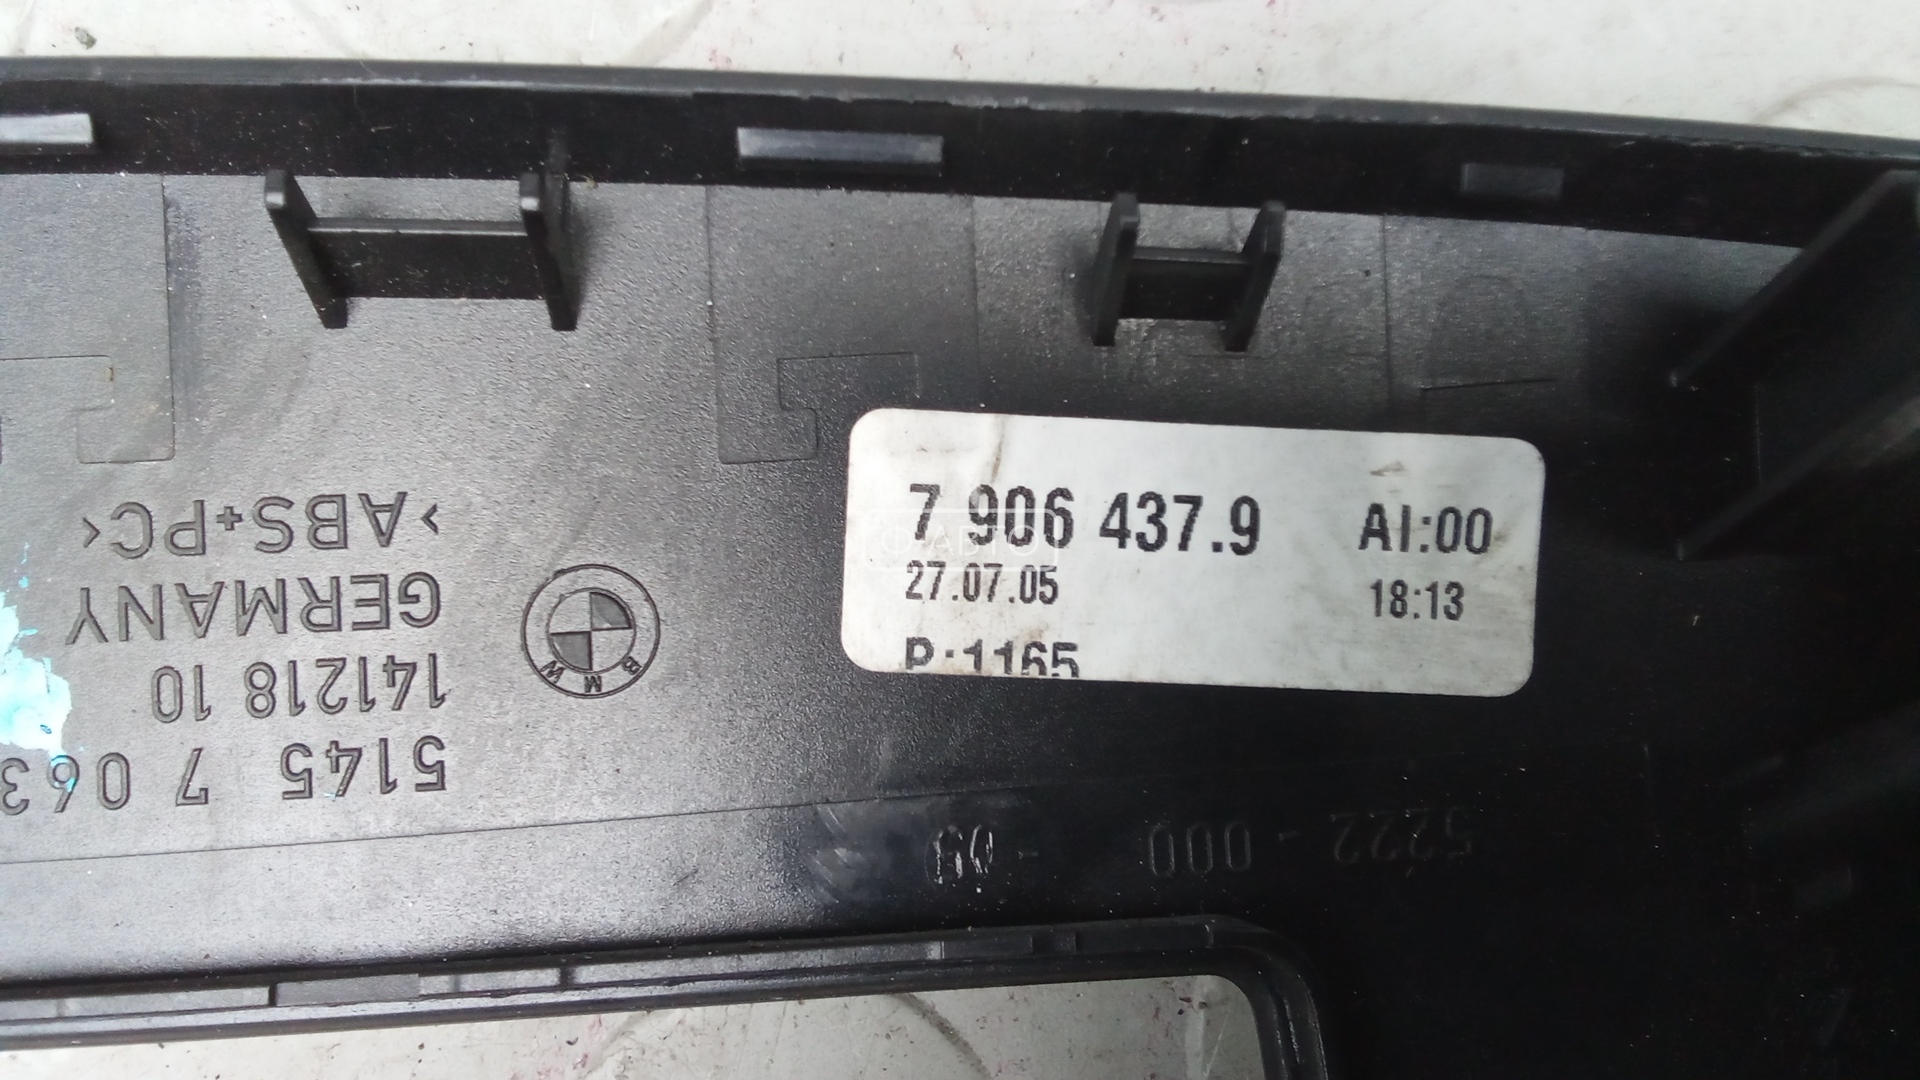 7 906 437.9 AI:00
27.07.05 18:13
P:1165
5145 7 063
141218 10
GERMANY
>ABS+PC<
BMW
5222-000 -09
Ф-АВТО